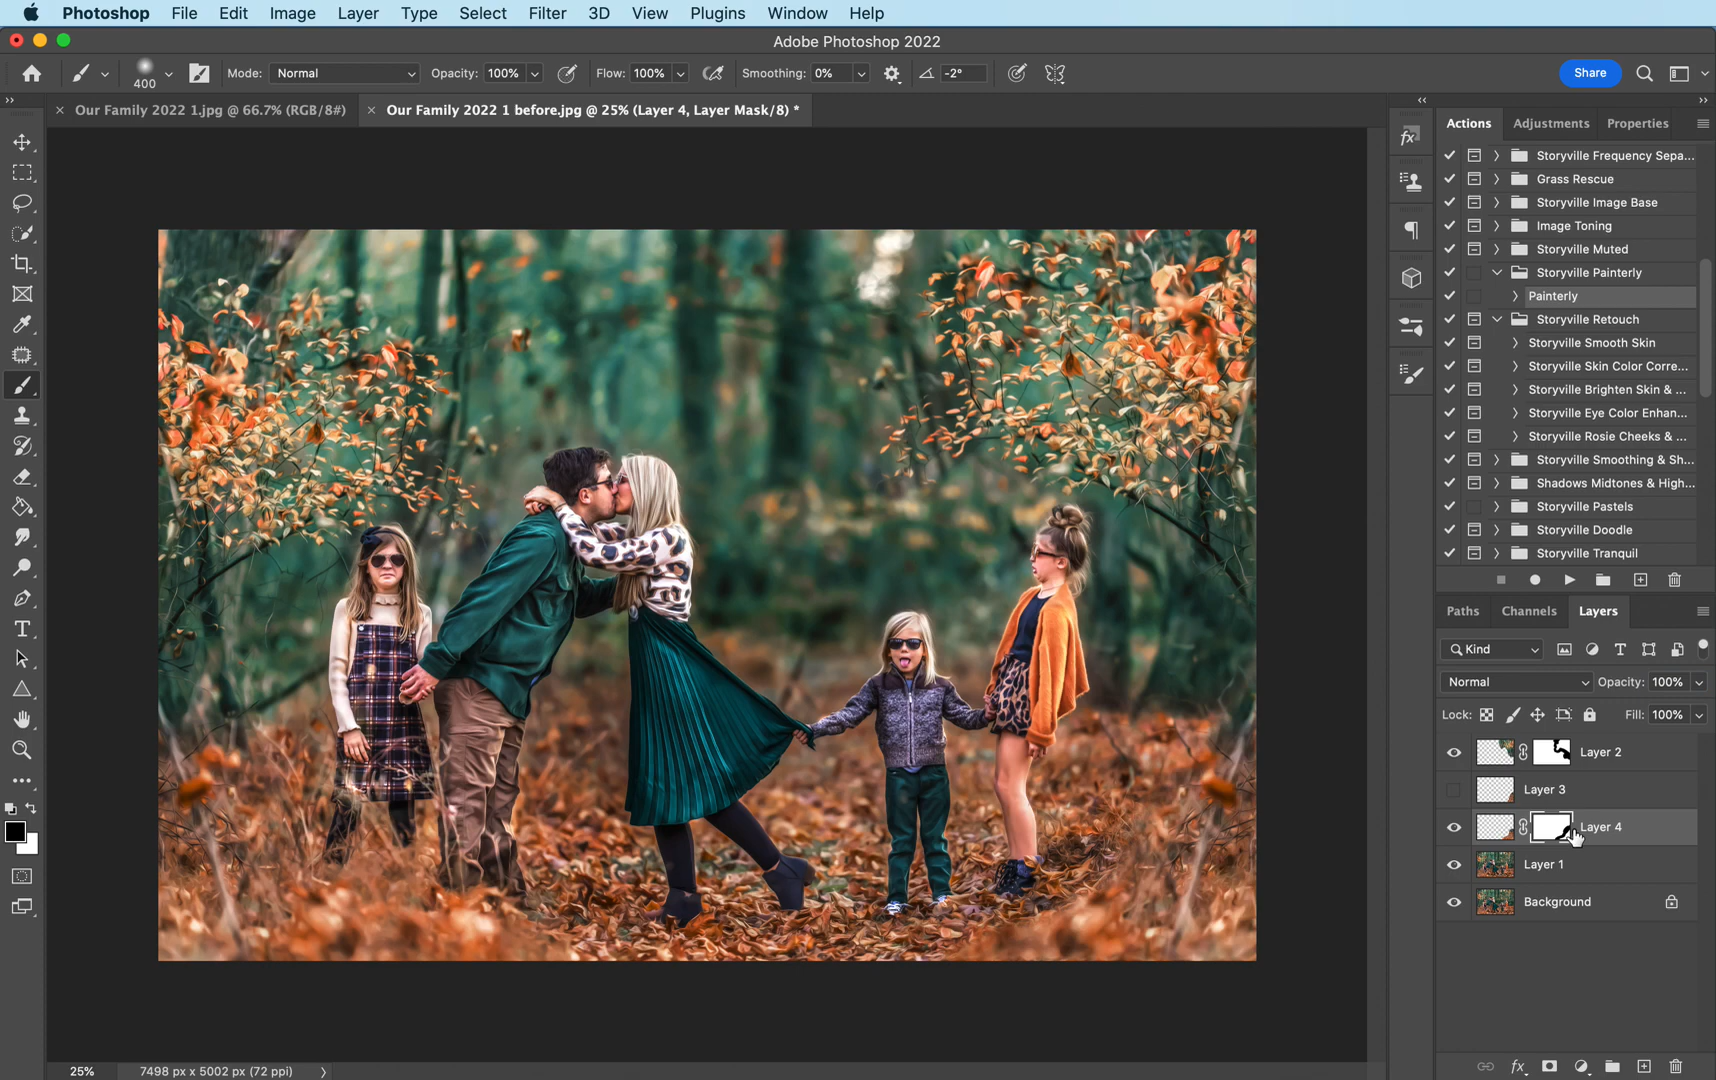 Photoshop File Edit Image Layer Type Select Filter 3D View Plugins Window Help
Adobe Photoshop 2022
400 Mode: Normal Opacity: 100% Flow: 100% Smoothing: 0% -2° Share
Our Family 2022 1.jpg @ 66.7% (RGB/8#) Our Family 2022 1 before.jpg @ 25% (Layer 4, Layer Mask/8) *
Actions Adjustments Properties
Storyville Frequency Sepa...
Grass Rescue
Storyville Image Base
Image Toning
Storyville Muted
Storyville Painterly
Painterly
Storyville Retouch
Storyville Smooth Skin
Storyville Skin Color Corre...
Storyville Brighten Skin & ...
Storyville Eye Color Enhan...
Storyville Rosie Cheeks & ...
Storyville Smoothing & Sh...
Shadows Midtones & High...
Storyville Pastels
Storyville Doodle
Storyville Tranquil
Paths Channels Layers
Kind
Normal Opacity: 100%
Lock: Fill: 100%
Layer 2
Layer 3
Layer 4
Layer 1
Background
25% 7498 px x 5002 px (72 ppi)